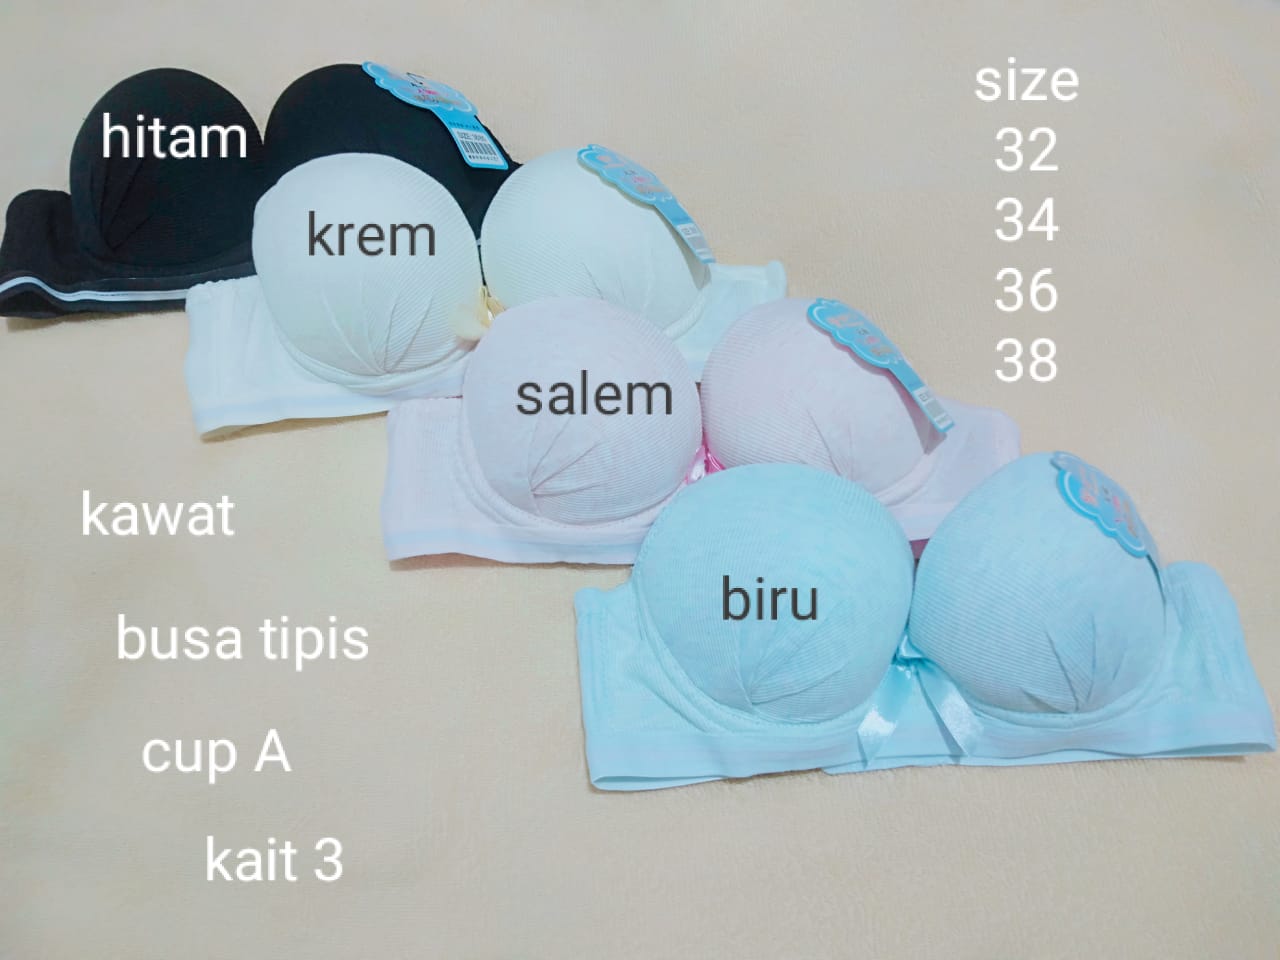 hitam
krem
salem
biru
size
32
34
36
38
kawat
busa tipis
cup A
kait 3